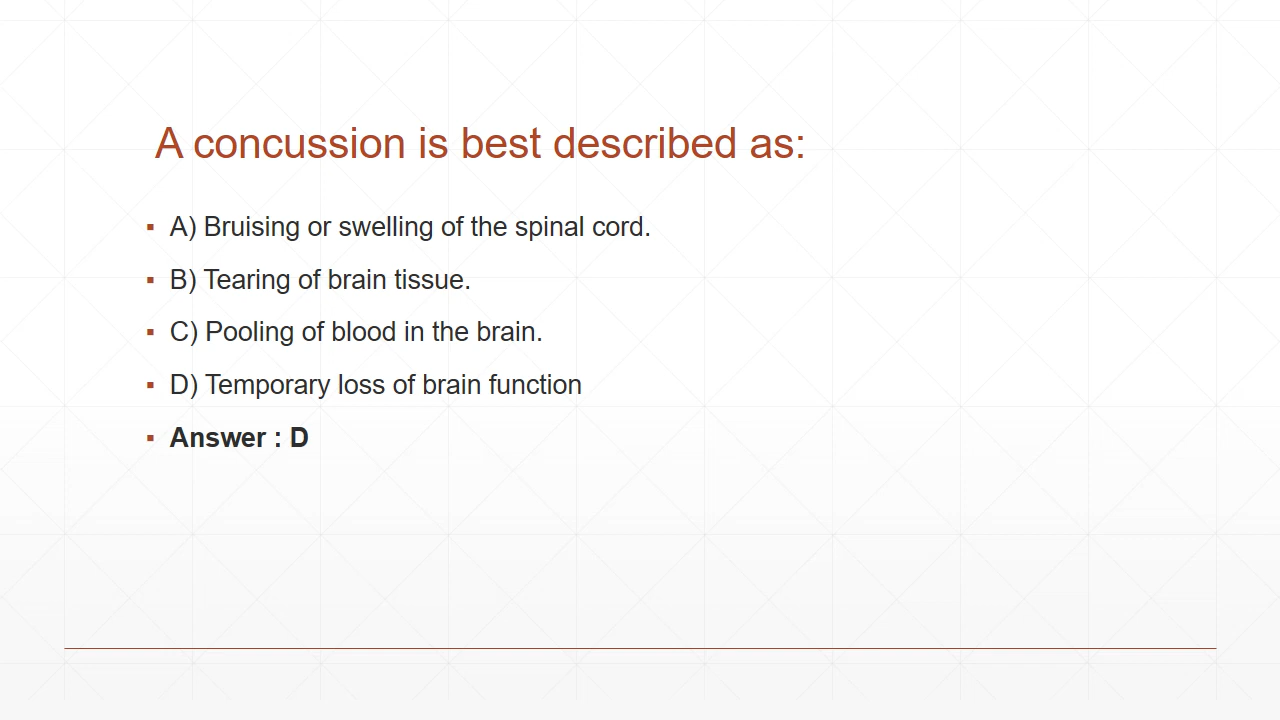 A concussion is best described as:
▪ A) Bruising or swelling of the spinal cord.
▪ B) Tearing of brain tissue.
▪ C) Pooling of blood in the brain.
▪ D) Temporary loss of brain function
▪ Answer : D